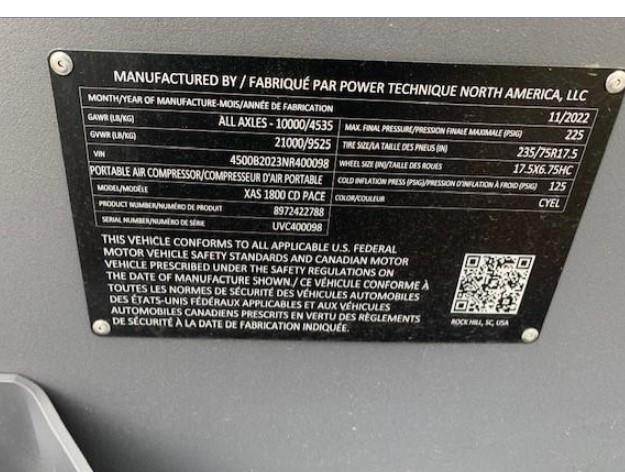 MANUFACTURED BY / FABRIQUÉ PAR POWER TECHNIQUE NORTH AMERICA, LLC
MONTH/YEAR OF MANUFACTURE-MOIS/ANNÉE DE FABRICATION 11/2022
GAWR (LB/KG) ALL AXLES - 10000/4535 MAX. FINAL PRESSURE/PRESSION FINALE MAXIMALE (PSIG) 225
GVWR (LB/KG) 21000/9525 TIRE SIZE/LA TAILLE DES PNEUS (IN) 235/75R17.5
VIN 4500B2023NR400098 WHEEL SIZE (IN)/TAILLE DES ROUES 17.5X6.75HC
PORTABLE AIR COMPRESSOR/COMPRESSEUR D'AIR PORTABLE COLD INFLATION PRESS (PSIG)/PRESSION D'INFLATION À FROID (PSIG) 125
MODEL/MODÈLE XAS 1800 CD PACE COLOR/COULEUR CYEL
PRODUCT NUMBER/NUMÉRO DE PRODUIT 8972422788
SERIAL NUMBER/NUMÉRO DE SÉRIE UVC400098
THIS VEHICLE CONFORMS TO ALL APPLICABLE U.S. FEDERAL
MOTOR VEHICLE SAFETY STANDARDS AND CANADIAN MOTOR
VEHICLE PRESCRIBED UNDER THE SAFETY REGULATIONS ON
THE DATE OF MANUFACTURE SHOWN./ CE VÉHICULE CONFORME À
TOUTES LES NORMES DE SÉCURITÉ DES VÉHICULES AUTOMOBILES
DES ÉTATS-UNIS FÉDÉRAUX APPLICABLES ET AUX VÉHICULES
AUTOMOBILES CANADIENS PRESCRITS EN VERTU DES RÈGLEMENTS
DE SÉCURITÉ À LA DATE DE FABRICATION INDIQUÉE.
ROCK HILL, SC, USA